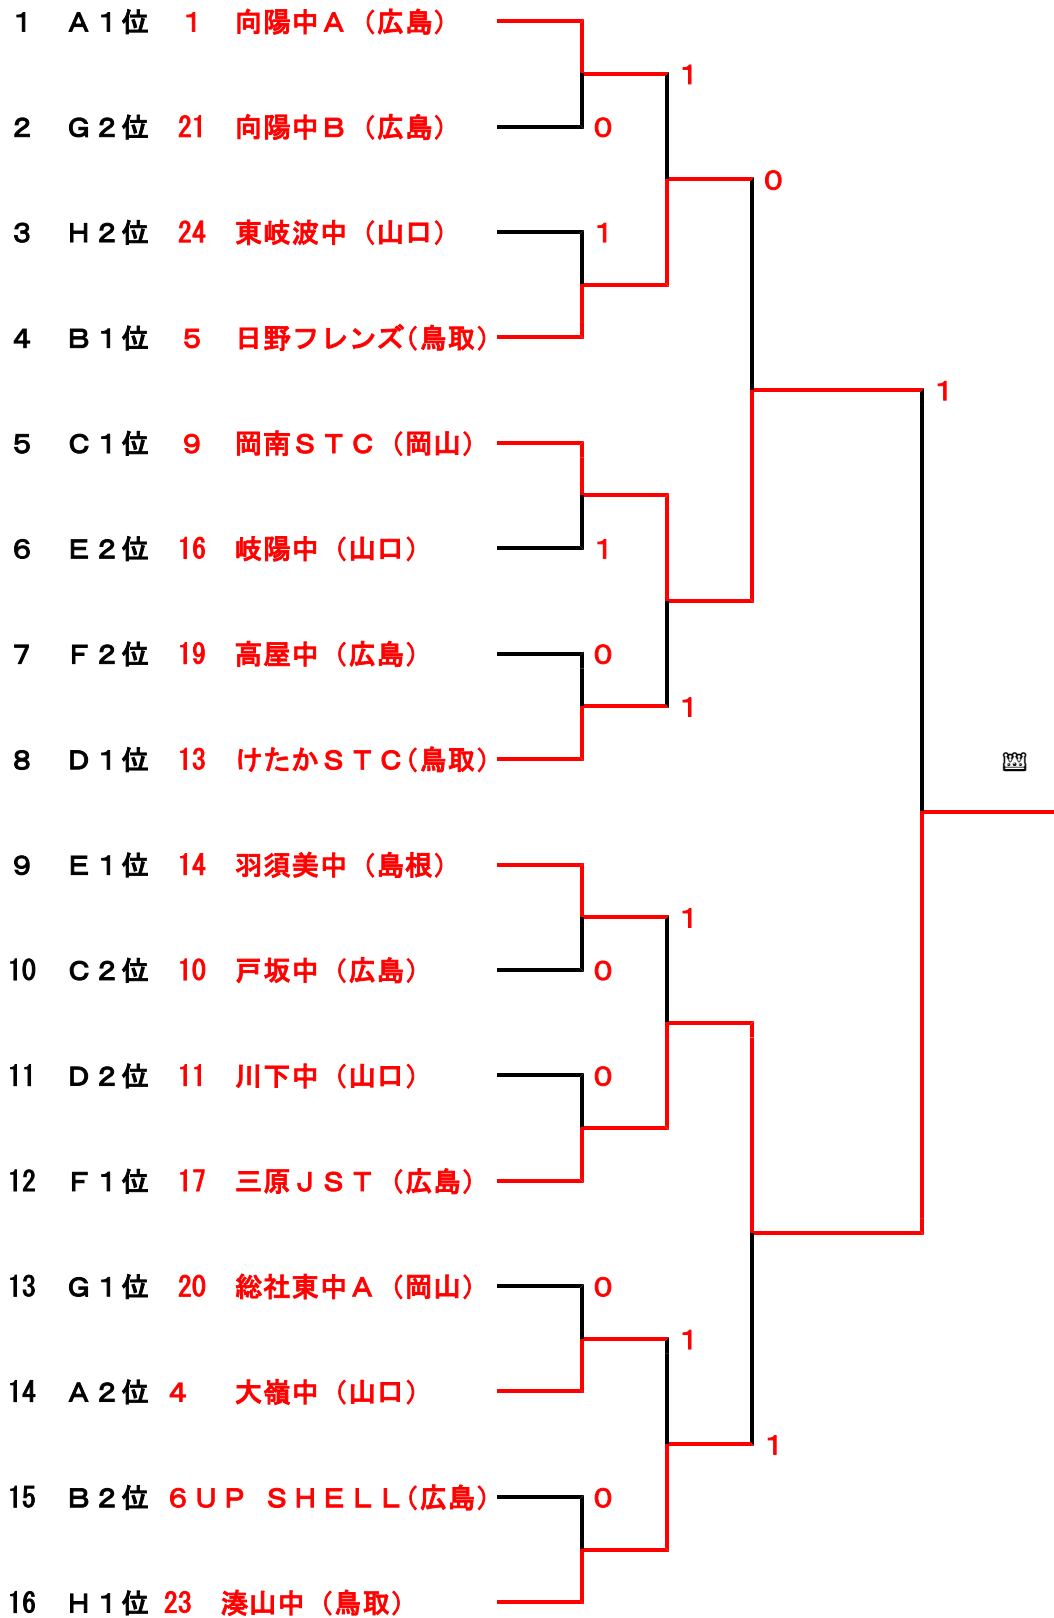 1 A1位 1 向陽中A（広島）
1
2 G2位 21 向陽中B（広島） 0
0
3 H2位 24 東岐波中（山口） 1
4 B1位 5 日野フレンズ(鳥取)
1
5 C1位 9 岡南STC（岡山）
6 E2位 16 岐陽中（山口） 1
7 F2位 19 高屋中（広島） 0
1
8 D1位 13 けたかSTC(鳥取)
9 E1位 14 羽須美中（島根）
1
10 C2位 10 戸坂中（広島） 0
11 D2位 11 川下中（山口） 0
12 F1位 17 三原JST（広島）
13 G1位 20 総社東中A（岡山） 0
1
14 A2位 4 大嶺中（山口）
1
15 B2位 6 UP SHELL(広島) 0
16 H1位 23 湊山中（鳥取）